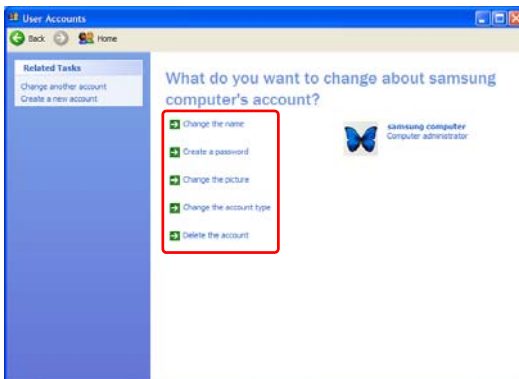 User Accounts
Back Home
Related Tasks
Change another account
Create a new account
What do you want to change about samsung
computer's account?
Change the name
Create a password
Change the picture
Change the account type
Delete the account
samsung computer
Computer administrator